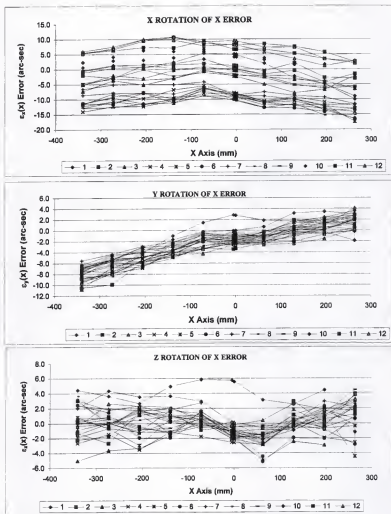 X ROTATION OF X ERROR
15.0
10.0
5.0
0.0
-5.0
-10.0
-15.0
-20.0
εx(x) Error (arc-sec)
-400 -300 -200 -100 0 100 200 300
X Axis (mm)
1 2 3 4 5 6 7 8 9 10 11 12
Y ROTATION OF X ERROR
6.0
4.0
2.0
0.0
-2.0
-4.0
-6.0
-8.0
-10.0
-12.0
εy(x) Error (arc-sec)
-400 -300 -200 -100 0 100 200 300
X Axis (mm)
1 2 3 4 5 6 7 8 9 10 11 12
Z ROTATION OF X ERROR
8.0
6.0
4.0
2.0
0.0
-2.0
-4.0
-6.0
εz(x) Error (arc-sec)
-400 -300 -200 -100 0 100 200 300
X Axis (mm)
1 2 3 4 5 6 7 8 9 10 11 12